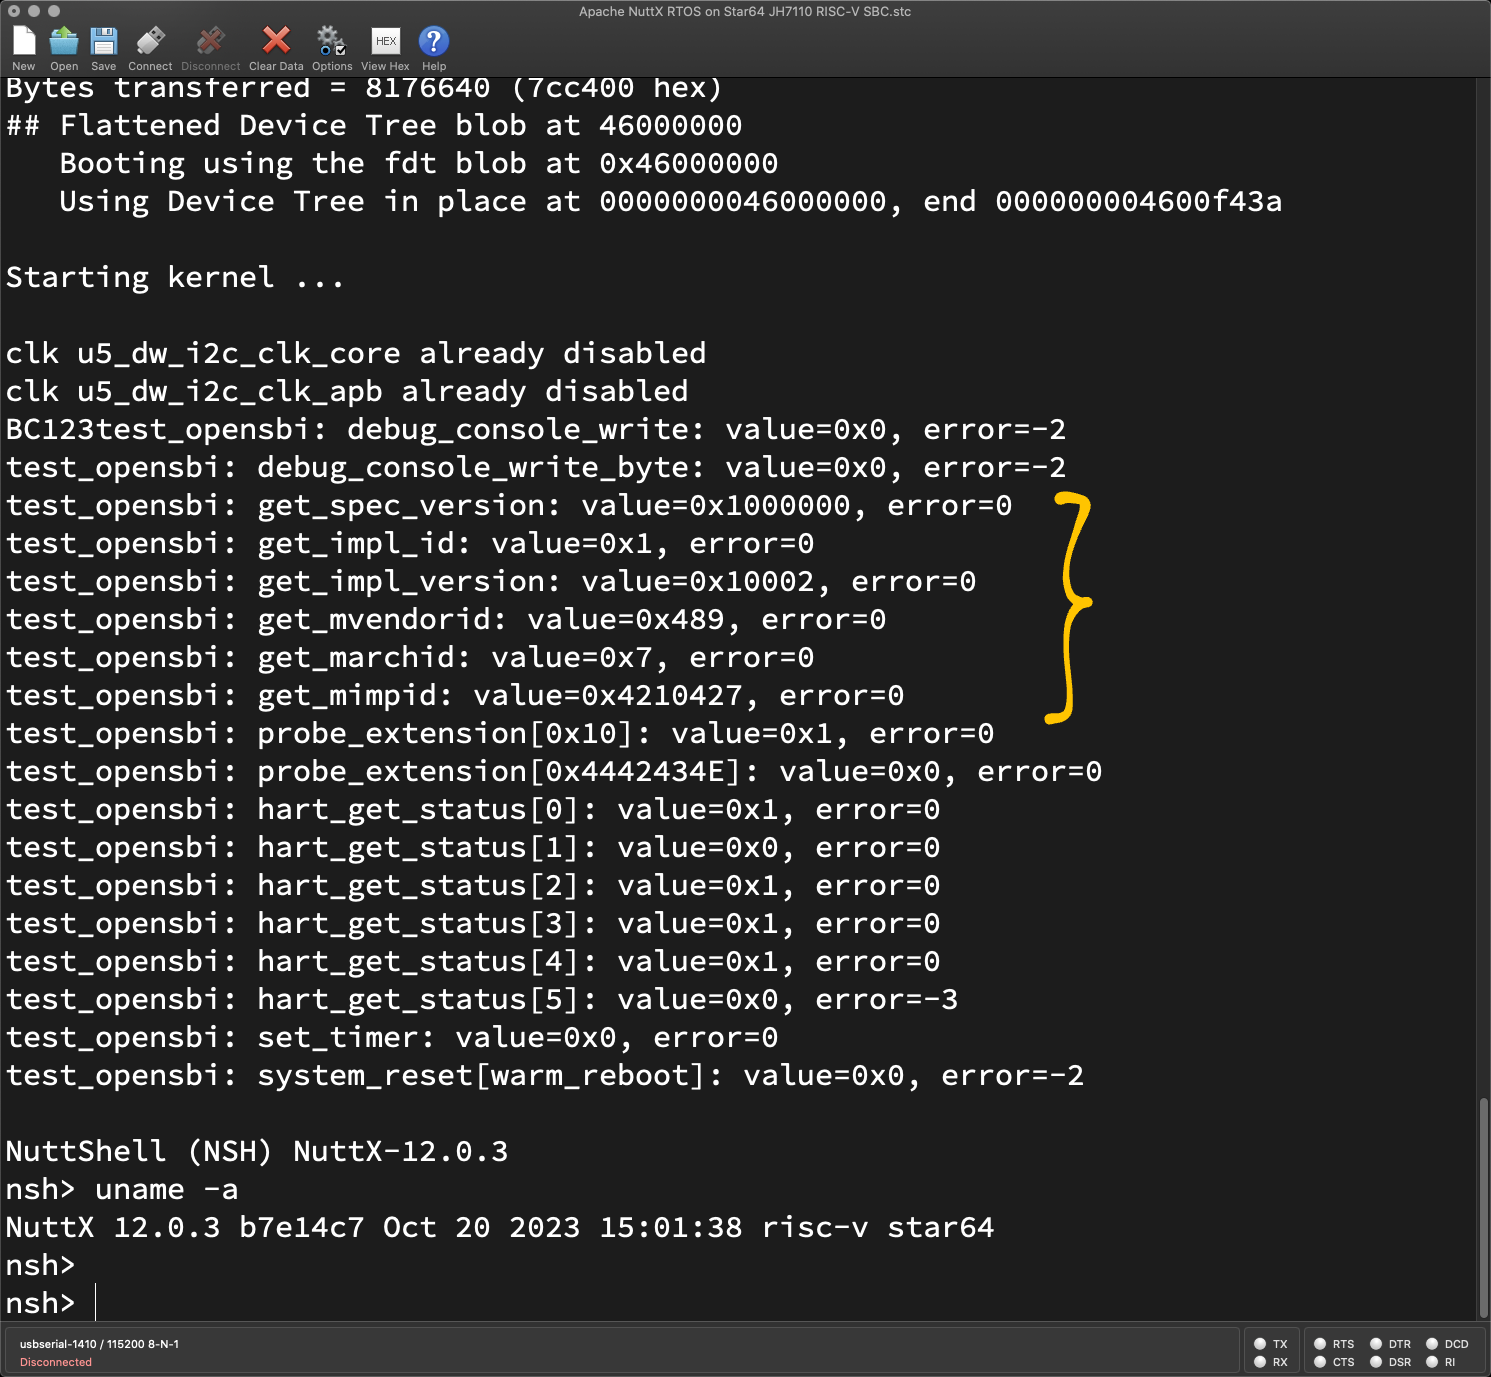 Apache NuttX RTOS on Star64 JH7110 RISC-V SBC.stc
New Open Save Connect Disconnect Clear Data Options View Hex Help
HEX
Bytes transferred = 8176640 (7cc400 hex)
## Flattened Device Tree blob at 46000000
   Booting using the fdt blob at 0x46000000
   Using Device Tree in place at 0000000046000000, end 000000004600f43a
Starting kernel ...
clk u5_dw_i2c_clk_core already disabled
clk u5_dw_i2c_clk_apb already disabled
BC123test_opensbi: debug_console_write: value=0x0, error=-2
test_opensbi: debug_console_write_byte: value=0x0, error=-2
test_opensbi: get_spec_version: value=0x1000000, error=0
test_opensbi: get_impl_id: value=0x1, error=0
test_opensbi: get_impl_version: value=0x10002, error=0
test_opensbi: get_mvendorid: value=0x489, error=0
test_opensbi: get_marchid: value=0x7, error=0
test_opensbi: get_mimpid: value=0x4210427, error=0
test_opensbi: probe_extension[0x10]: value=0x1, error=0
test_opensbi: probe_extension[0x4442434E]: value=0x0, error=0
test_opensbi: hart_get_status[0]: value=0x1, error=0
test_opensbi: hart_get_status[1]: value=0x0, error=0
test_opensbi: hart_get_status[2]: value=0x1, error=0
test_opensbi: hart_get_status[3]: value=0x1, error=0
test_opensbi: hart_get_status[4]: value=0x1, error=0
test_opensbi: hart_get_status[5]: value=0x0, error=-3
test_opensbi: set_timer: value=0x0, error=0
test_opensbi: system_reset[warm_reboot]: value=0x0, error=-2
NuttShell (NSH) NuttX-12.0.3
nsh> uname -a
NuttX 12.0.3 b7e14c7 Oct 20 2023 15:01:38 risc-v star64
nsh>
nsh>
usbserial-1410 / 115200 8-N-1
Disconnected
TX RTS DTR DCD
RX CTS DSR RI